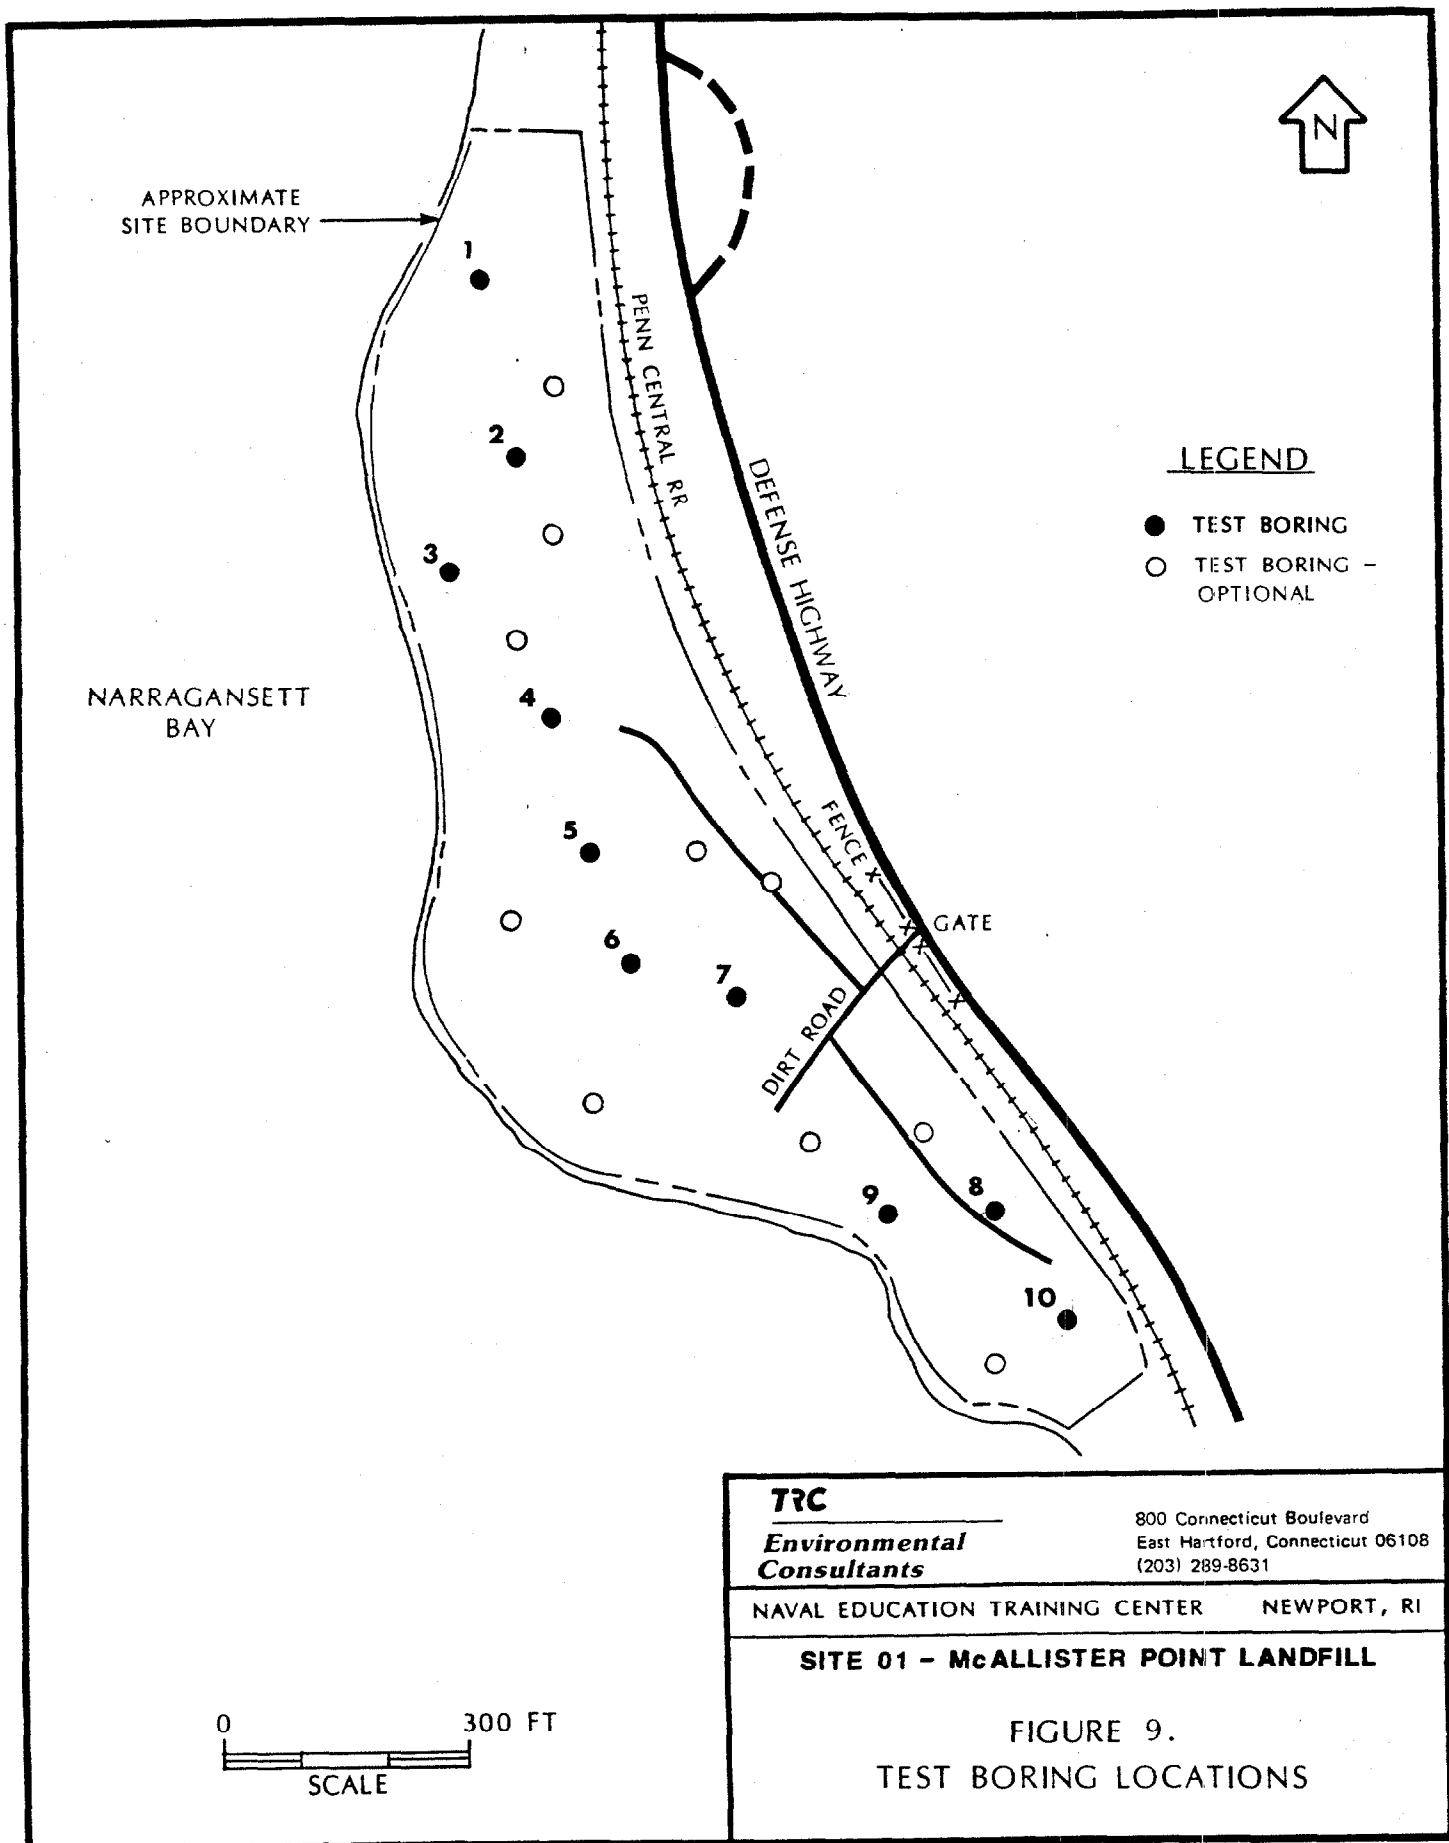 N
APPROXIMATE
SITE BOUNDARY
1
PENN CENTRAL RR
2
DEFENSE HIGHWAY
LEGEND
TEST BORING
TEST BORING –
OPTIONAL
3
NARRAGANSETT
BAY
4
5
FENCE
GATE
6
7
DIRT ROAD
8
9
10
TRC
Environmental
Consultants
800 Connecticut Boulevard
East Hartford, Connecticut 06108
(203) 289-8631
NAVAL EDUCATION TRAINING CENTER NEWPORT, RI
SITE 01 – McALLISTER POINT LANDFILL
FIGURE 9.
TEST BORING LOCATIONS
0 300 FT
SCALE